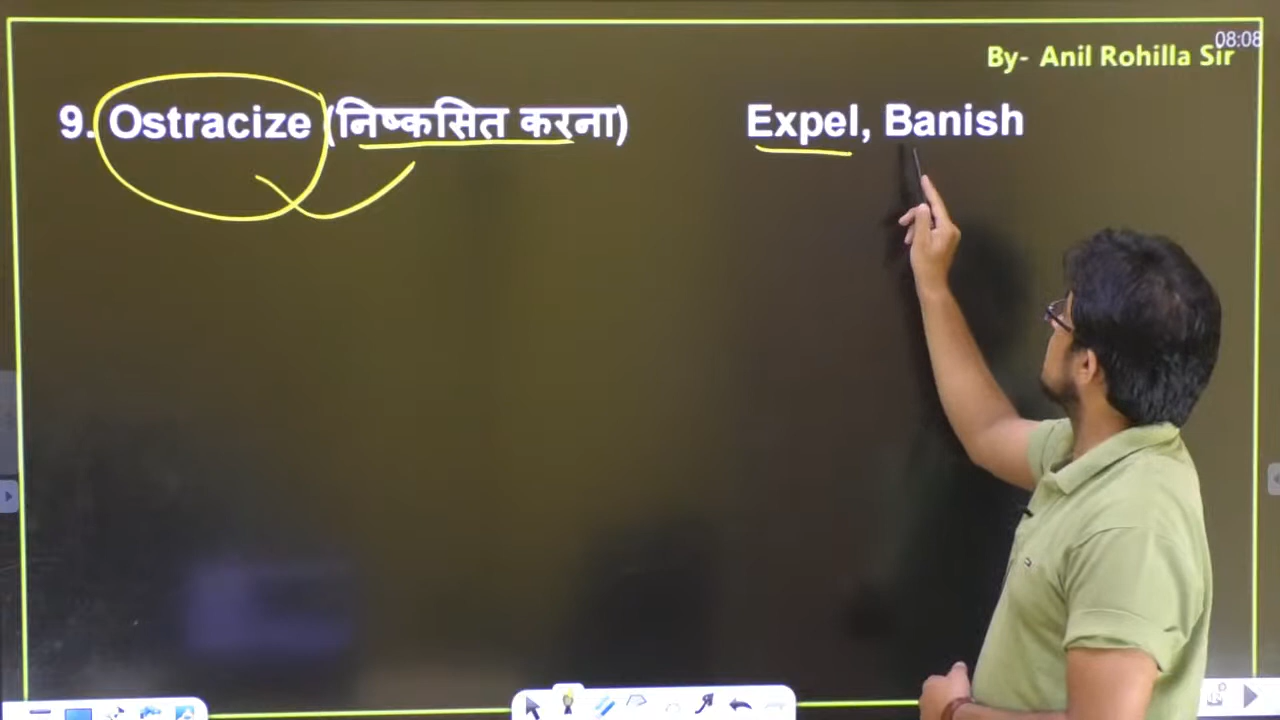 08:08
By- Anil Rohilla Sir
9. Ostracize (निष्कसित करना) Expel, Banish